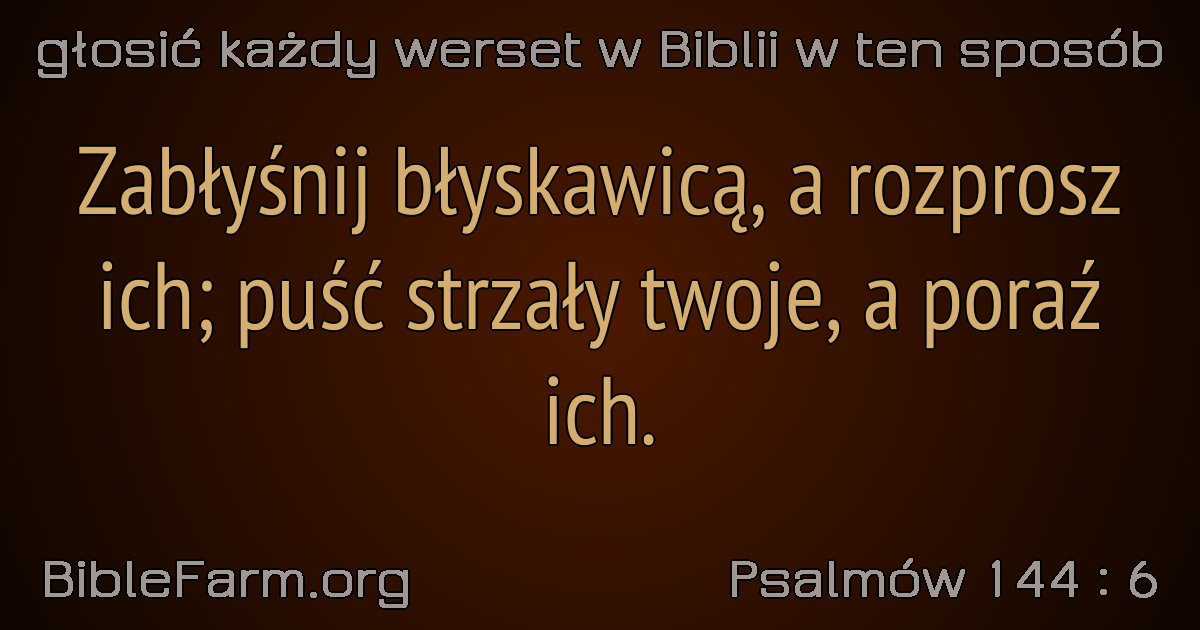 głosić każdy werset w Biblii w ten sposób
Zabłyśnij błyskawicą, a rozprosz
ich; puść strzały twoje, a poraź
ich.
BibleFarm.org
Psalmów 144 : 6